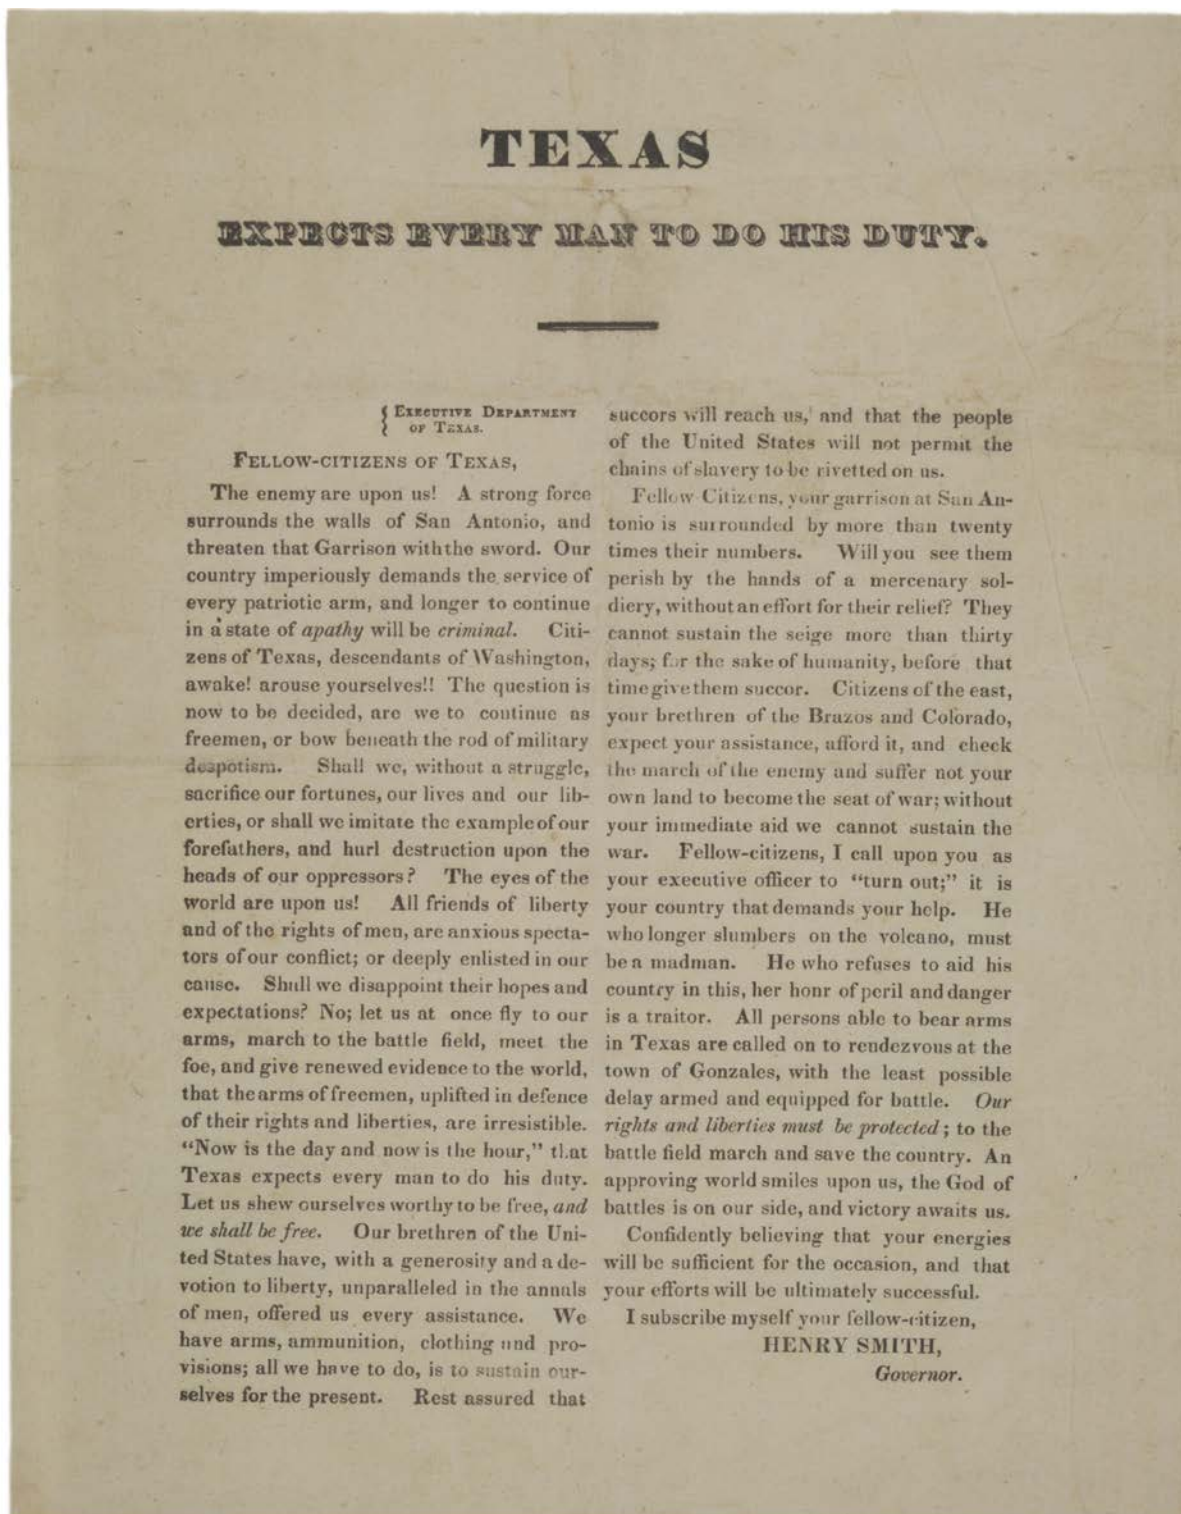 TEXAS
EXPECTS EVERY MAN TO DO HIS DUTY.
EXECUTIVE DEPARTMENT
OF TEXAS.
FELLOW-CITIZENS OF TEXAS,
The enemy are upon us! A strong force
surrounds the walls of San Antonio, and
threaten that Garrison with the sword. Our
country imperiously demands the service of
every patriotic arm, and longer to continue
in a state of apathy will be criminal. Citi-
zens of Texas, descendants of Washington,
awake! arouse yourselves!! The question is
now to be decided, are we to continue as
freemen, or bow beneath the rod of military
despotism. Shall we, without a struggle,
sacrifice our fortunes, our lives and our lib-
erties, or shall we imitate the example of our
forefathers, and hurl destruction upon the
heads of our oppressors? The eyes of the
world are upon us! All friends of liberty
and of the rights of men, are anxious specta-
tors of our conflict; or deeply enlisted in our
cause. Shall we disappoint their hopes and
expectations? No; let us at once fly to our
arms, march to the battle field, meet the
foe, and give renewed evidence to the world,
that the arms of freemen, uplifted in defence
of their rights and liberties, are irresistible.
"Now is the day and now is the hour," that
Texas expects every man to do his duty.
Let us shew ourselves worthy to be free, and
we shall be free. Our brethren of the Uni-
ted States have, with a generosity and a de-
votion to liberty, unparalleled in the annals
of men, offered us every assistance. We
have arms, ammunition, clothing and pro-
visions; all we have to do, is to sustain our-
selves for the present. Rest assured that
succors will reach us, and that the people
of the United States will not permit the
chains of slavery to be rivetted on us.
Fellow Citizens, your garrison at San An-
tonio is surrounded by more than twenty
times their numbers. Will you see them
perish by the hands of a mercenary sol-
diery, without an effort for their relief? They
cannot sustain the seige more than thirty
days; for the sake of humanity, before that
time give them succor. Citizens of the east,
your brethren of the Brazos and Colorado,
expect your assistance, afford it, and check
the march of the enemy and suffer not your
own land to become the seat of war; without
your immediate aid we cannot sustain the
war. Fellow-citizens, I call upon you as
your executive officer to "turn out;" it is
your country that demands your help. He
who longer slumbers on the volcano, must
be a madman. He who refuses to aid his
country in this, her honr of peril and danger
is a traitor. All persons able to bear arms
in Texas are called on to rendezvous at the
town of Gonzales, with the least possible
delay armed and equipped for battle. Our
rights and liberties must be protected; to the
battle field march and save the country. An
approving world smiles upon us, the God of
battles is on our side, and victory awaits us.
Confidently believing that your energies
will be sufficient for the occasion, and that
your efforts will be ultimately successful.
I subscribe myself your fellow-citizen,
HENRY SMITH,
Governor.